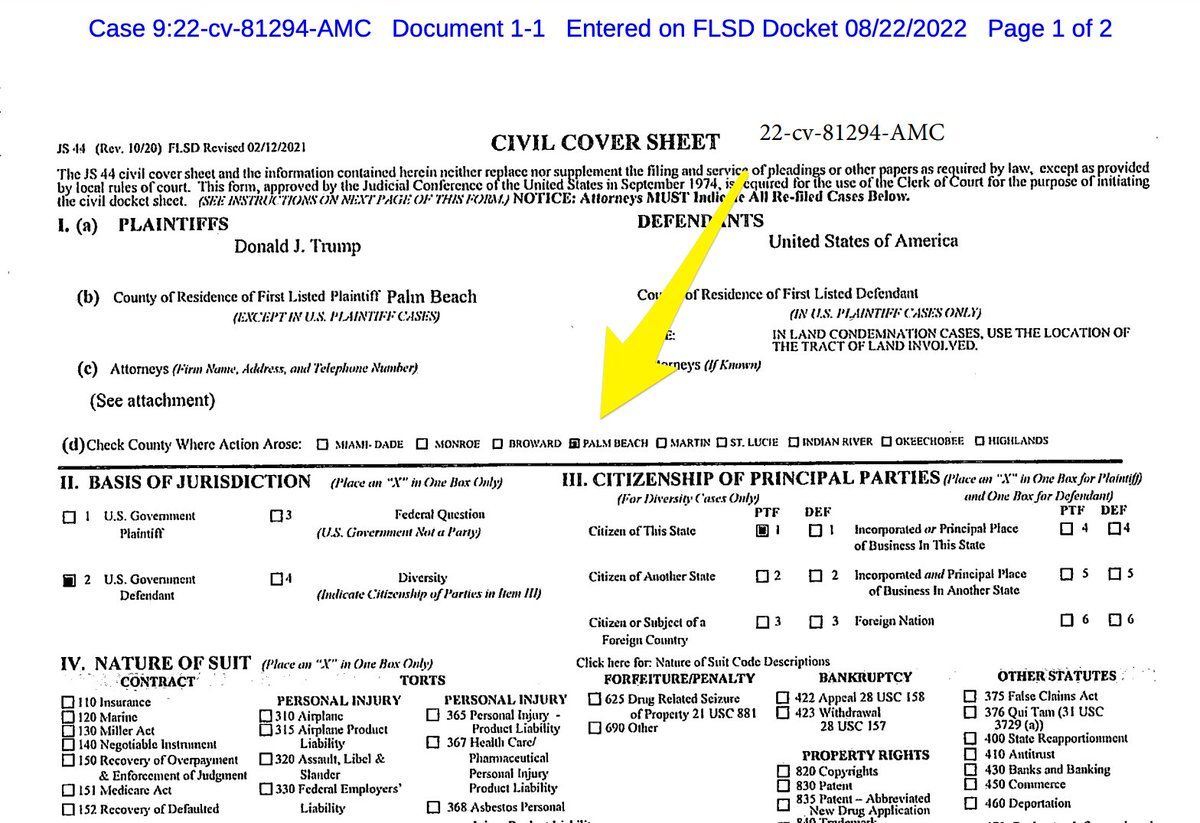 Case 9:22-cv-81294-AMC Document 1-1 Entered on FLSD Docket 08/22/2022 Page 1 of 2
JS 44 (Rev. 10/20) FLSD Revised 02/12/2021
CIVIL COVER SHEET
22-cv-81294-AMC
The JS 44 civil cover sheet and the information contained herein neither replace nor supplement the filing and service of pleadings or other papers as required by law, except as provided
by local rules of court. This form, approved by the Judicial Conference of the United States in September 1974, is required for the use of the Clerk of Court for the purpose of initiating
the civil docket sheet. (SEE INSTRUCTIONS ON NEXT PAGE OF THIS FORM.) NOTICE: Attorneys MUST Indicate All Re-filed Cases Below.
I. (a) PLAINTIFFS
DEFENDANTS
Donald J. Trump
United States of America
(b) County of Residence of First Listed Plaintiff Palm Beach
(EXCEPT IN U.S. PLAINTIFF CASES)
County of Residence of First Listed Defendant
(IN U.S. PLAINTIFF CASES ONLY)
IN LAND CONDEMNATION CASES, USE THE LOCATION OF
THE TRACT OF LAND INVOLVED.
(c) Attorneys (Firm Name, Address, and Telephone Number)
Attorneys (If Known)
(See attachment)
(d) Check County Where Action Arose: MIAMI-DADE MONROE BROWARD PALM BEACH MARTIN ST. LUCIE INDIAN RIVER OKEECHOBEE HIGHLANDS
II. BASIS OF JURISDICTION (Place an "X" in One Box Only)
1 U.S. Government
Plaintiff
3 Federal Question
(U.S. Government Not a Party)
2 U.S. Government
Defendant
4 Diversity
(Indicate Citizenship of Parties in Item III)
III. CITIZENSHIP OF PRINCIPAL PARTIES (Place an "X" in One Box for Plaintiff)
(For Diversity Cases Only) and One Box for Defendant)
PTF DEF PTF DEF
Citizen of This State 1 1 Incorporated or Principal Place 4 4
of Business In This State
Citizen of Another State 2 2 Incorporated and Principal Place 5 5
of Business In Another State
Citizen or Subject of a 3 3 Foreign Nation 6 6
Foreign Country
IV. NATURE OF SUIT (Place an "X" in One Box Only)
Click here for: Nature of Suit Code Descriptions
CONTRACT
110 Insurance
120 Marine
130 Miller Act
140 Negotiable Instrument
150 Recovery of Overpayment
& Enforcement of Judgment
151 Medicare Act
152 Recovery of Defaulted
TORTS
PERSONAL INJURY
310 Airplane
315 Airplane Product
Liability
320 Assault, Libel &
Slander
330 Federal Employers'
Liability
PERSONAL INJURY
365 Personal Injury -
Product Liability
367 Health Care/
Pharmaceutical
Personal Injury
Product Liability
368 Asbestos Personal
FORFEITURE/PENALTY
625 Drug Related Seizure
of Property 21 USC 881
690 Other
BANKRUPTCY
422 Appeal 28 USC 158
423 Withdrawal
28 USC 157
PROPERTY RIGHTS
820 Copyrights
830 Patent
835 Patent – Abbreviated
New Drug Application
840 Trademark
OTHER STATUTES
375 False Claims Act
376 Qui Tam (31 USC
3729 (a))
400 State Reapportionment
410 Antitrust
430 Banks and Banking
450 Commerce
460 Deportation